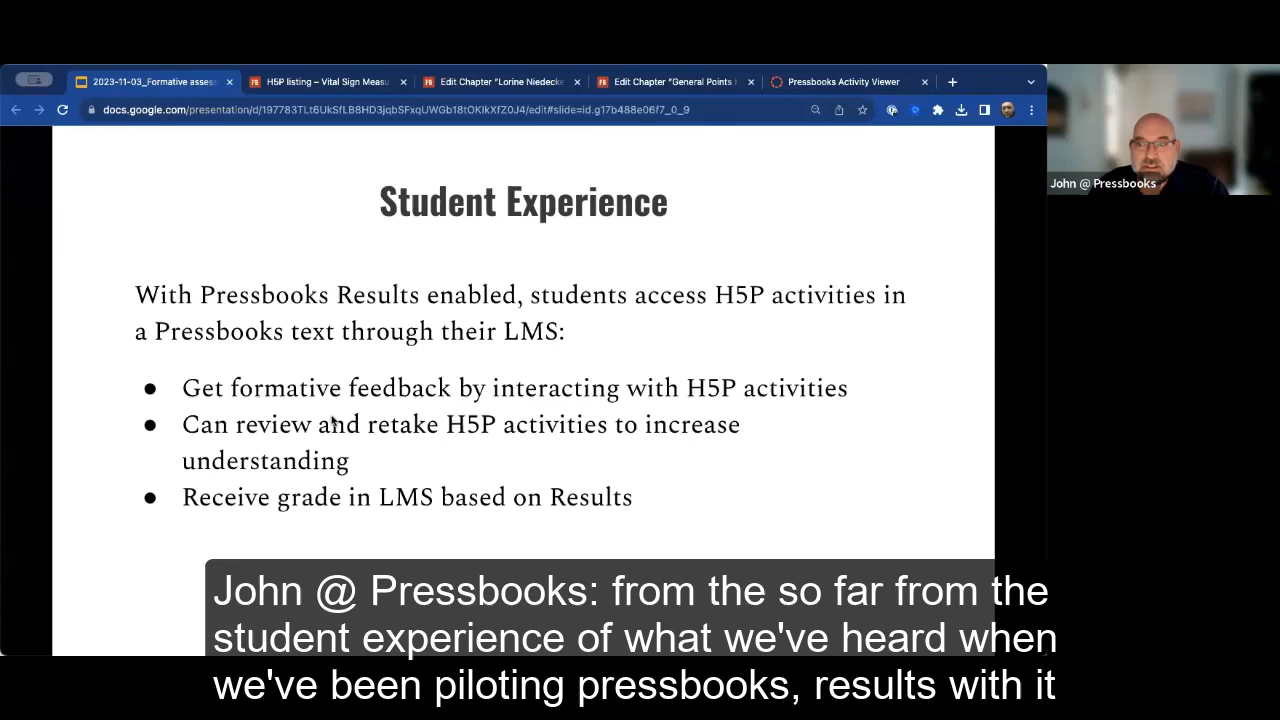 2023-11-03_Formative assess
H5P listing – Vital Sign Measu
Edit Chapter “Lorine Niedecke
Edit Chapter “General Points
Pressbooks Activity Viewer
docs.google.com/presentation/d/197783TLt6UkSfLB8HD3jqbSFxqUWGb18tOKlkXfZ0J4/edit#slide=id.g17b488e06f7_0_9
Student Experience
John @ Pressbooks
With Pressbooks Results enabled, students access H5P activities in
a Pressbooks text through their LMS:
● Get formative feedback by interacting with H5P activities
● Can review and retake H5P activities to increase
understanding
● Receive grade in LMS based on Results
John @ Pressbooks: from the so far from the
student experience of what we've heard when
we've been piloting pressbooks, results with it